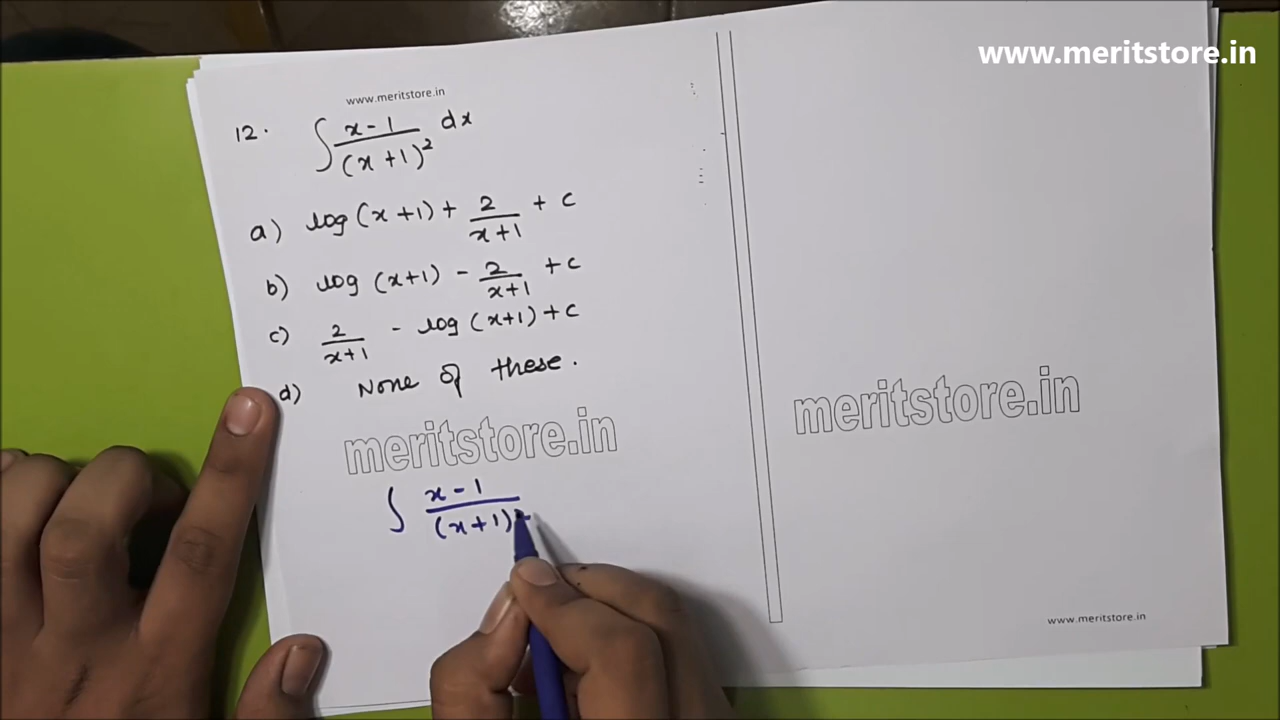 www.meritstore.in
www.meritstore.in
12. ∫ x-1 / (x+1)² dx
a) log(x+1) + 2/(x+1) + c
b) log(x+1) - 2/(x+1) + c
c) 2/(x+1) - log(x+1) + c
d) None of these.
meritstore.in
meritstore.in
∫ x-1 / (x+1)²
www.meritstore.in